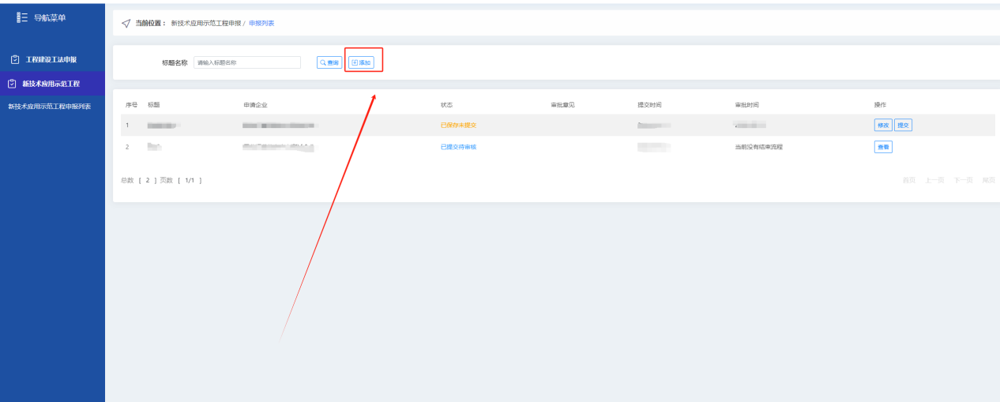 导航菜单
工程建设工法申报
新技术应用示范工程
新技术应用示范工程申报列表
当前位置： 新技术应用示范工程申报 / 申报列表
标题名称 请输入标题名称 查询 添加
序号 标题 申请企业 状态 审批意见 提交时间 审批时间 操作
1 已保存未提交 修改 提交
2 已提交待审核 当前没有结束流程 查看
总数 [ 2 ] 页数 [ 1/1 ]
首页 上一页 下一页 尾页